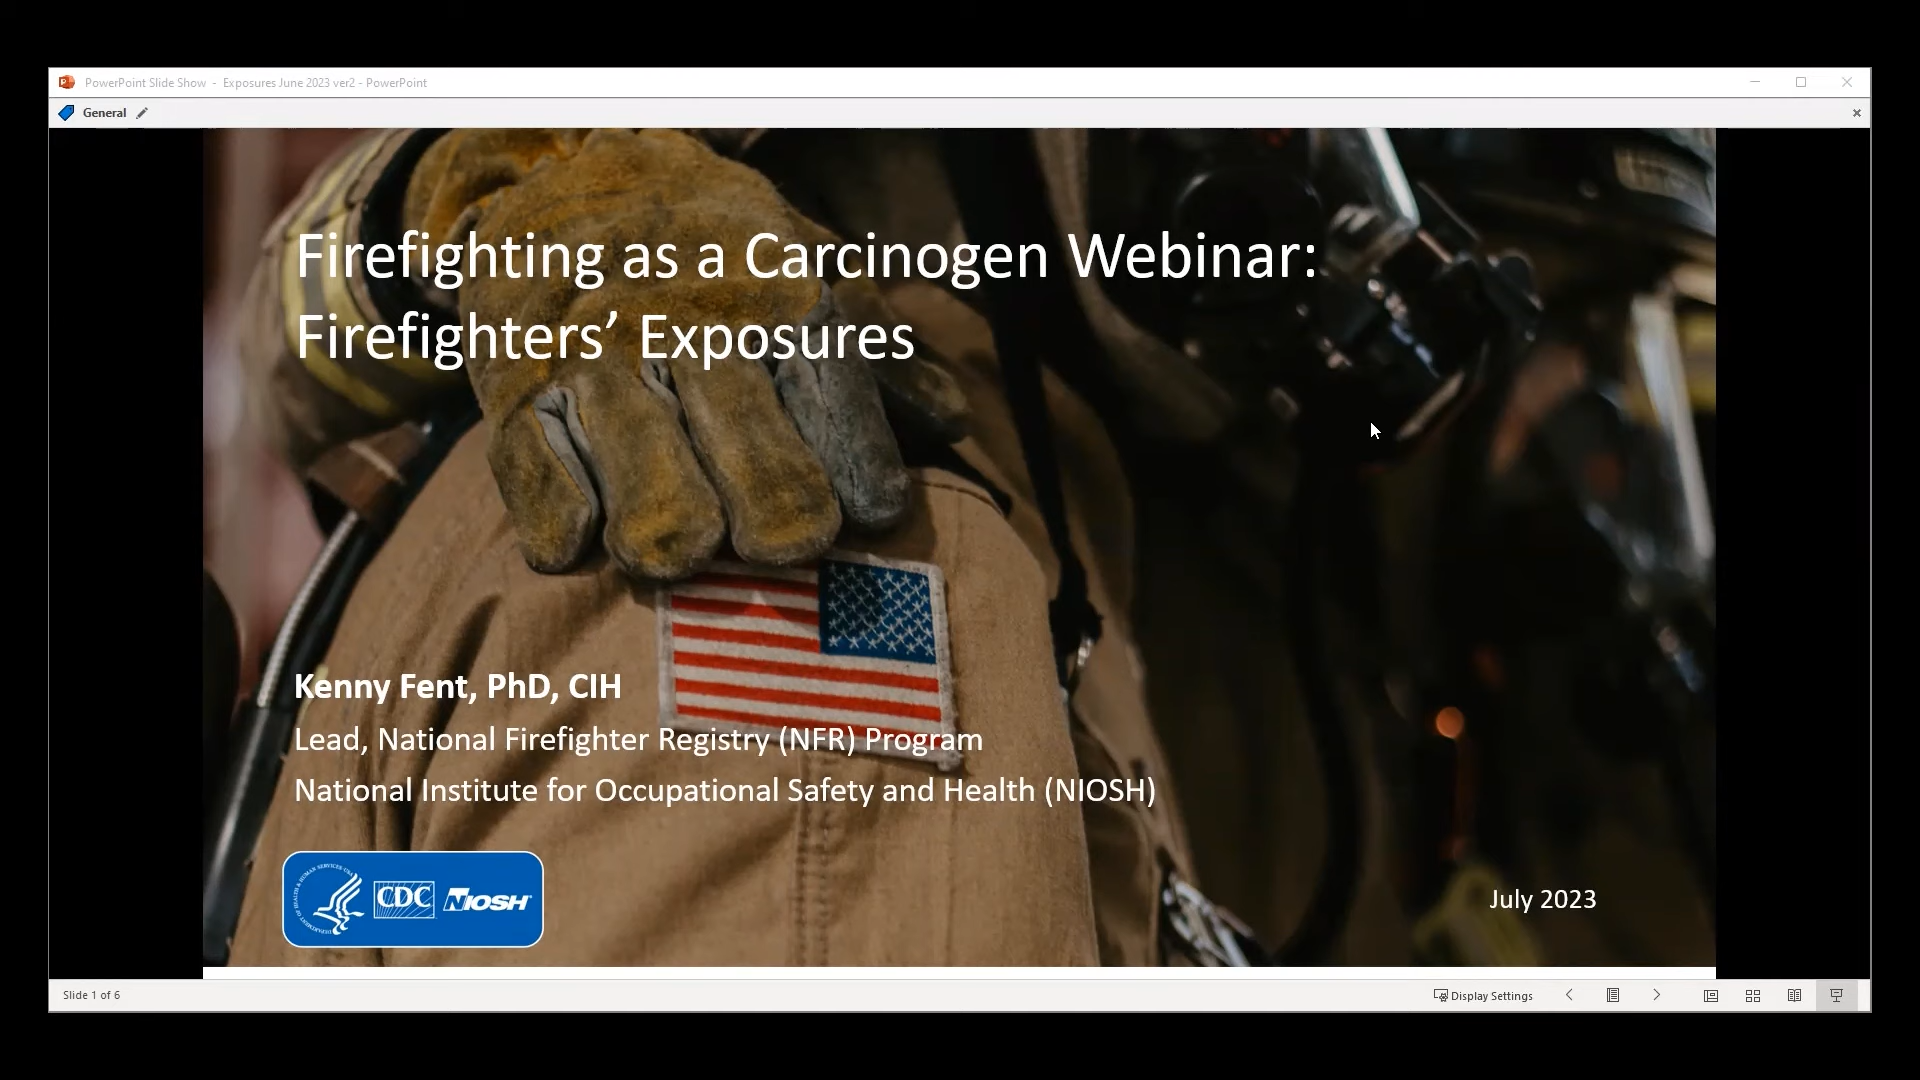 PowerPoint Slide Show - Exposures June 2023 ver2 - PowerPoint
General
Firefighting as a Carcinogen Webinar:
Firefighters’ Exposures
Kenny Fent, PhD, CIH
Lead, National Firefighter Registry (NFR) Program
National Institute for Occupational Safety and Health (NIOSH)
CDC NIOSH
July 2023
Slide 1 of 6
Display Settings